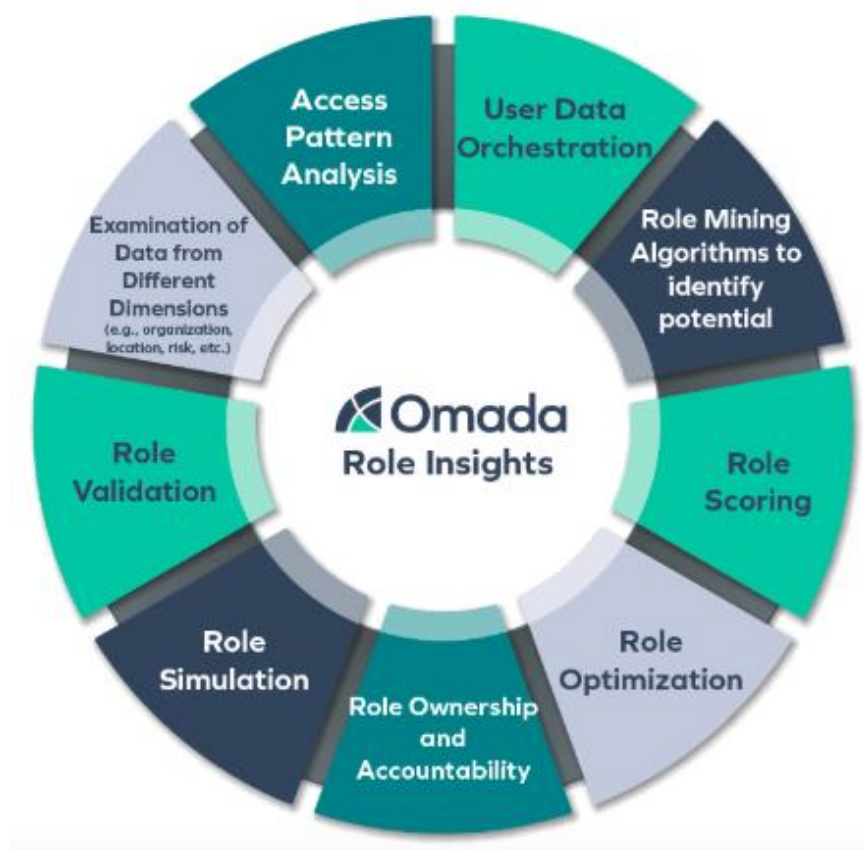 Access
Pattern
Analysis
User Data
Orchestration
Role Mining
Algorithms to
identify
potential
Role
Scoring
Role
Optimization
Role Ownership
and
Accountability
Role
Simulation
Role
Validation
Examination of
Data from
Different
Dimensions
(e.g., organization,
location, risk, etc.)
Omada
Role Insights